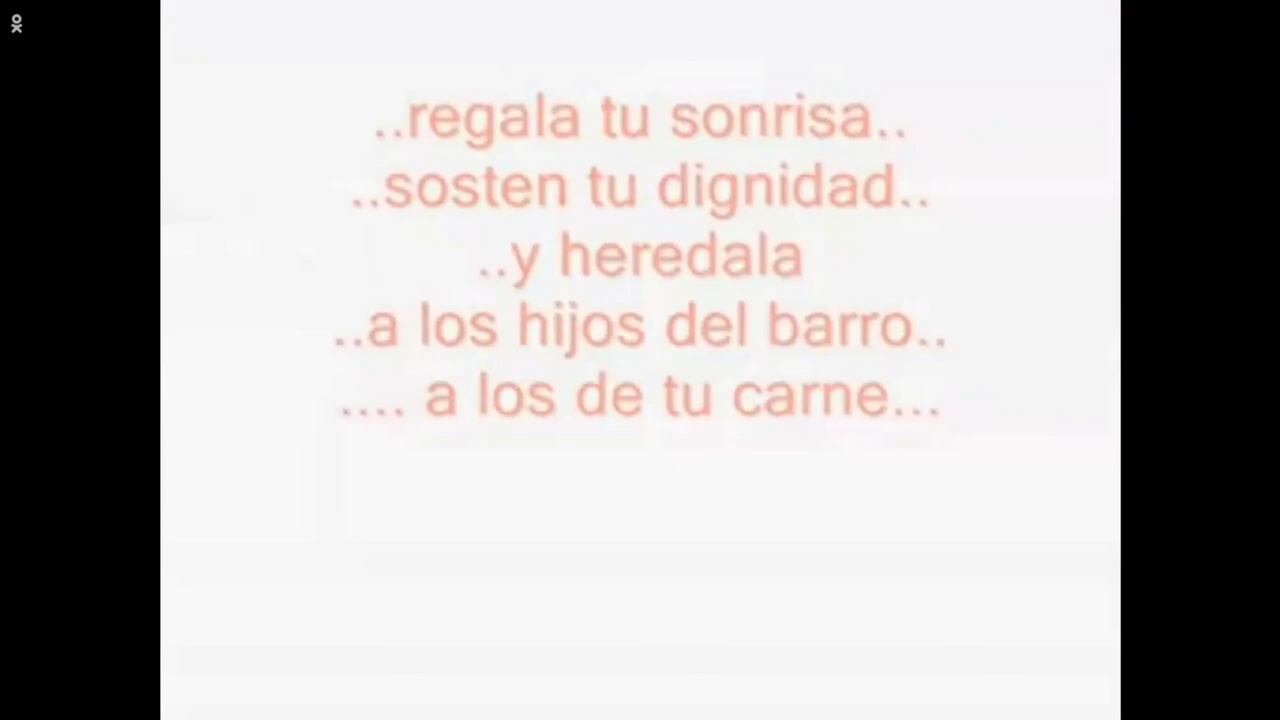 ..regala tu sonrisa..
..sosten tu dignidad..
..y heredala
..a los hijos del barro..
.... a los de tu carne...